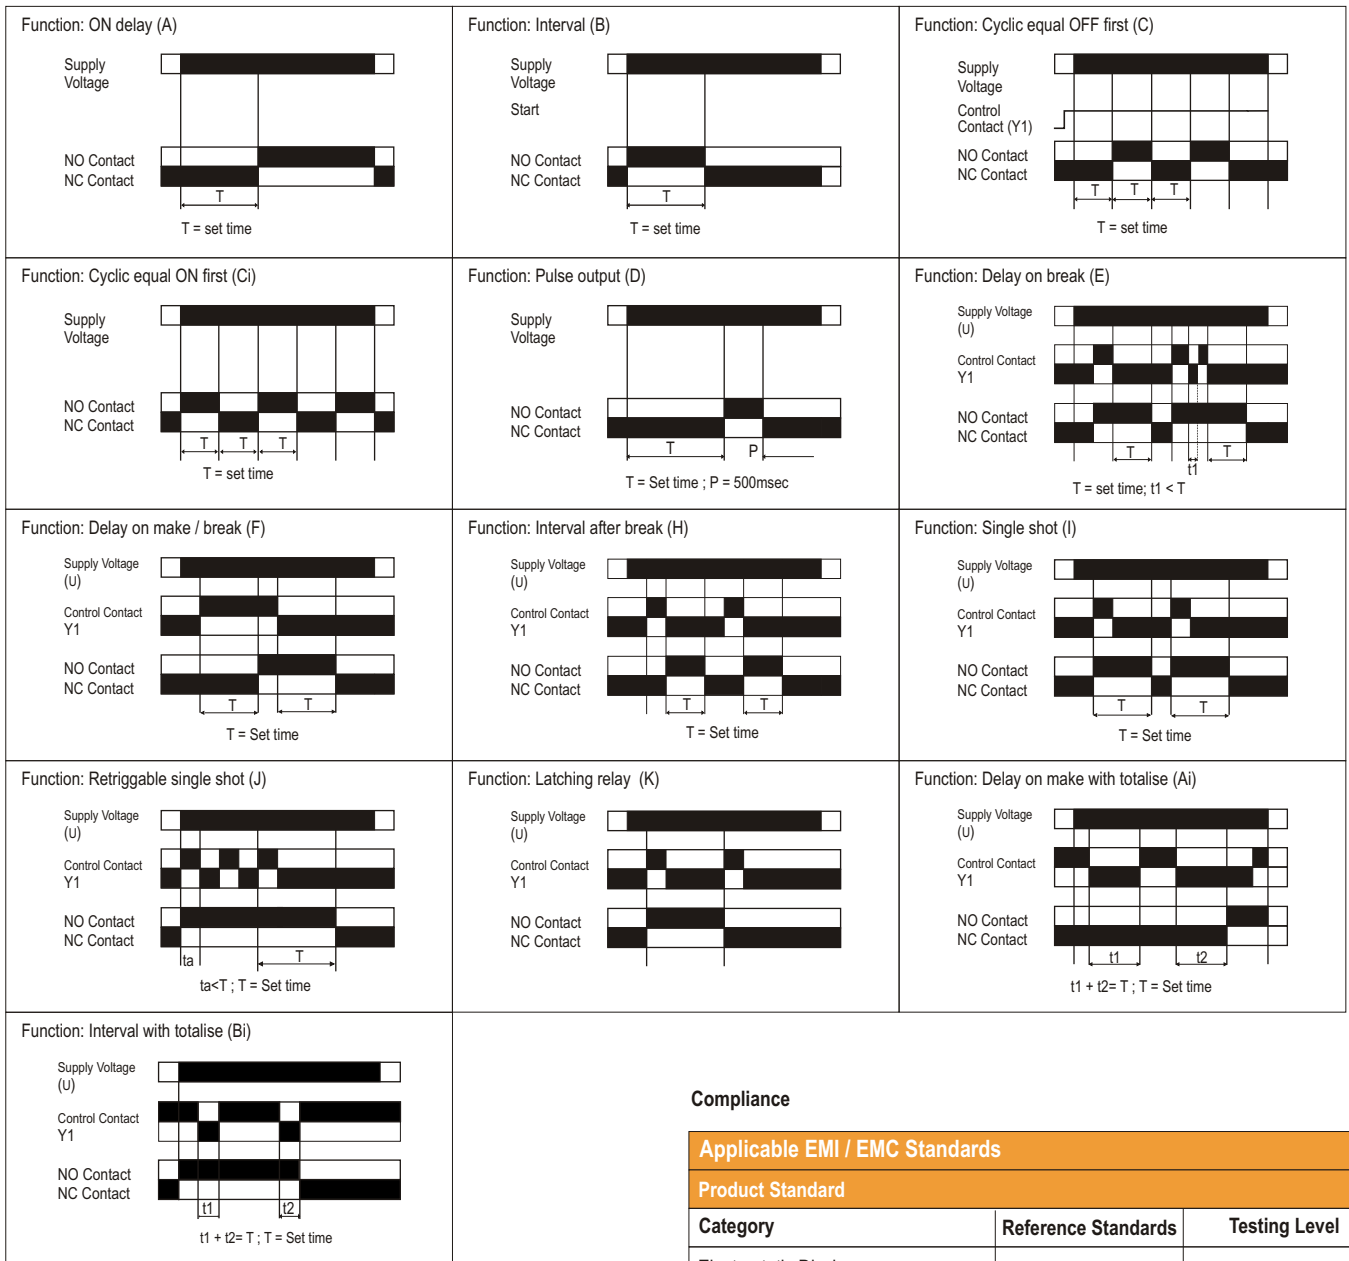 Function: ON delay (A)
Supply
Voltage
NO Contact
NC Contact
T
T = set time
Function: Interval (B)
Supply
Voltage
Start
NO Contact
NC Contact
T
T = set time
Function: Cyclic equal OFF first (C)
Supply
Voltage
Control
Contact (Y1)
NO Contact
NC Contact
T T T
T = set time
Function: Cyclic equal ON first (Ci)
Supply
Voltage
NO Contact
NC Contact
T T T
T = set time
Function: Pulse output (D)
Supply
Voltage
NO Contact
NC Contact
T P
T = Set time ; P = 500msec
Function: Delay on break (E)
Supply Voltage
(U)
Control Contact
Y1
NO Contact
NC Contact
T t1 T
T = set time; t1 < T
Function: Delay on make / break (F)
Supply Voltage
(U)
Control Contact
Y1
NO Contact
NC Contact
T T
T = Set time
Function: Interval after break (H)
Supply Voltage
(U)
Control Contact
Y1
NO Contact
NC Contact
T T
T = Set time
Function: Single shot (I)
Supply Voltage
(U)
Control Contact
Y1
NO Contact
NC Contact
T T
T = Set time
Function: Retriggable single shot (J)
Supply Voltage
(U)
Control Contact
Y1
NO Contact
NC Contact
ta T
ta<T ; T = Set time
Function: Latching relay (K)
Supply Voltage
(U)
Control Contact
Y1
NO Contact
NC Contact
Function: Delay on make with totalise (Ai)
Supply Voltage
(U)
Control Contact
Y1
NO Contact
NC Contact
t1 t2
t1 + t2= T ; T = Set time
Function: Interval with totalise (Bi)
Supply Voltage
(U)
Control Contact
Y1
NO Contact
NC Contact
t1 t2
t1 + t2= T ; T = Set time
Compliance
Applicable EMI / EMC Standards
Product Standard
Category Reference Standards Testing Level